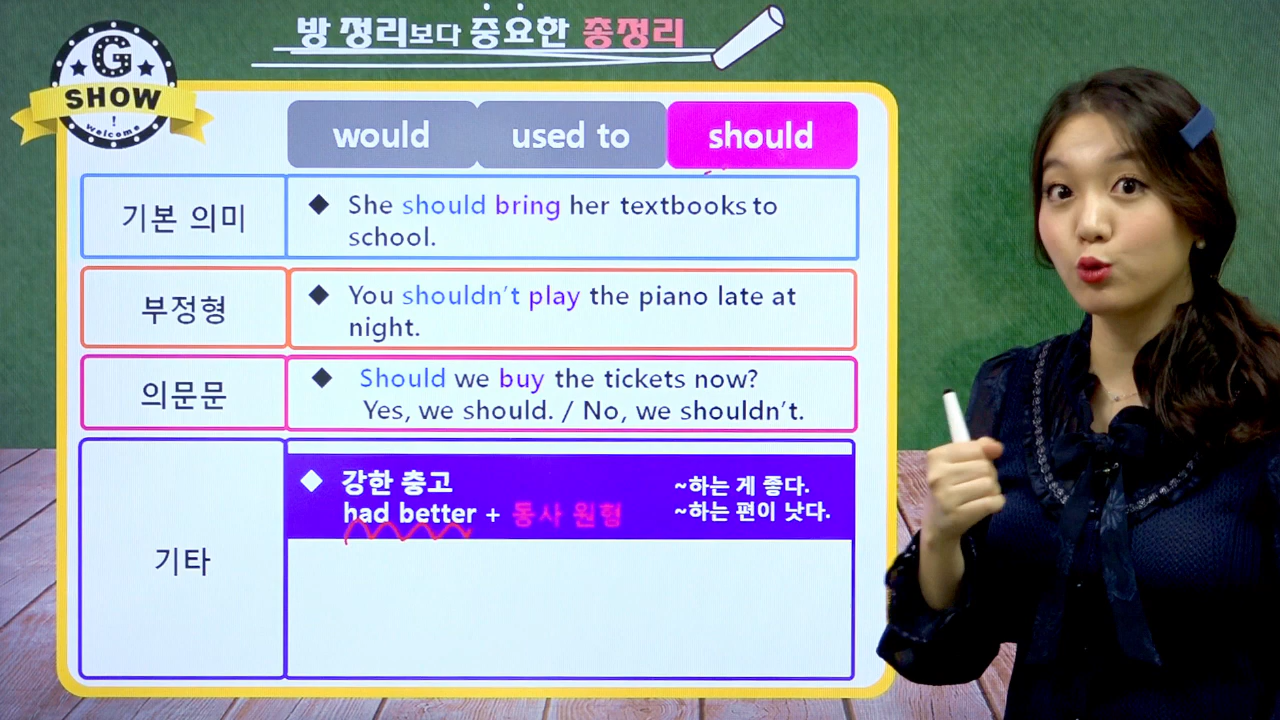 방 정리보다 중요한 총정리
G
SHOW
!
welcome
would used to should
기본 의미
◆ She should bring her textbooks to
school.
부정형
◆ You shouldn't play the piano late at
night.
의문문
◆ Should we buy the tickets now?
Yes, we should. / No, we shouldn't.
기타
◆ 강한 충고
had better + 동사 원형
~하는 게 좋다.
~하는 편이 낫다.